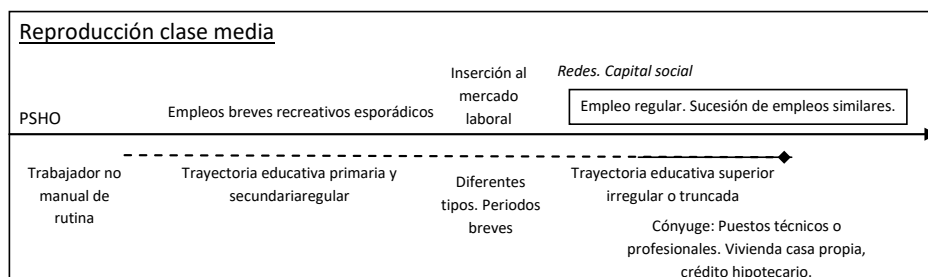 Reproducción clase media
Redes. Capital social
Inserción al
mercado
laboral
Empleos breves recreativos esporádicos
Empleo regular. Sucesión de empleos similares.
PSHO
Trabajador no
manual de
rutina
Trayectoria educativa primaria y
secundariaregular
Diferentes
tipos. Periodos
breves
Trayectoria educativa superior
irregular o truncada
Cónyuge: Puestos técnicos o
profesionales. Vivienda casa propia,
crédito hipotecario.